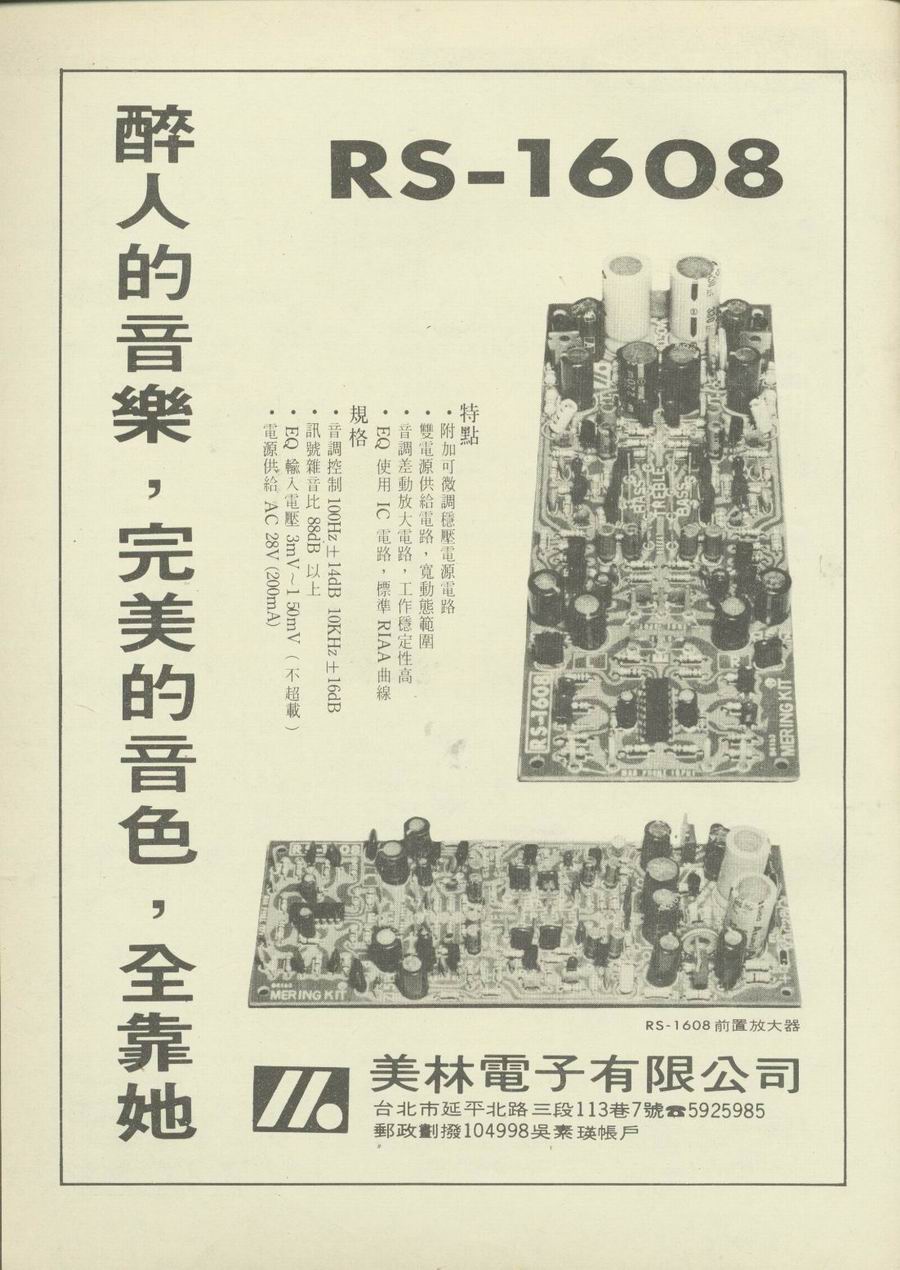 RS-1608
醉人的音樂，完美的音色，全靠她
特點
・附加可微調穩壓電源電路
・雙電源供給電路，寬動態範圍
・音調差動放大電路，工作穩定性高
・EQ 使用 IC 電路，標準 RIAA 曲線
規格
・音調控制 100Hz±14dB 10KHz±16dB
・訊號雜音比 88dB 以上
・EQ 輸入電壓 3mV～150mV（不超載）
・電源供給 AC 28V (200mA)
BASS
TREBLE
BASS
RS-1608
MERING KIT
RS-1608
MERING KIT
RS-1608前置放大器
美林電子有限公司
台北市延平北路三段113巷7號☎5925985
郵政劃撥104998吳素瑛帳戶